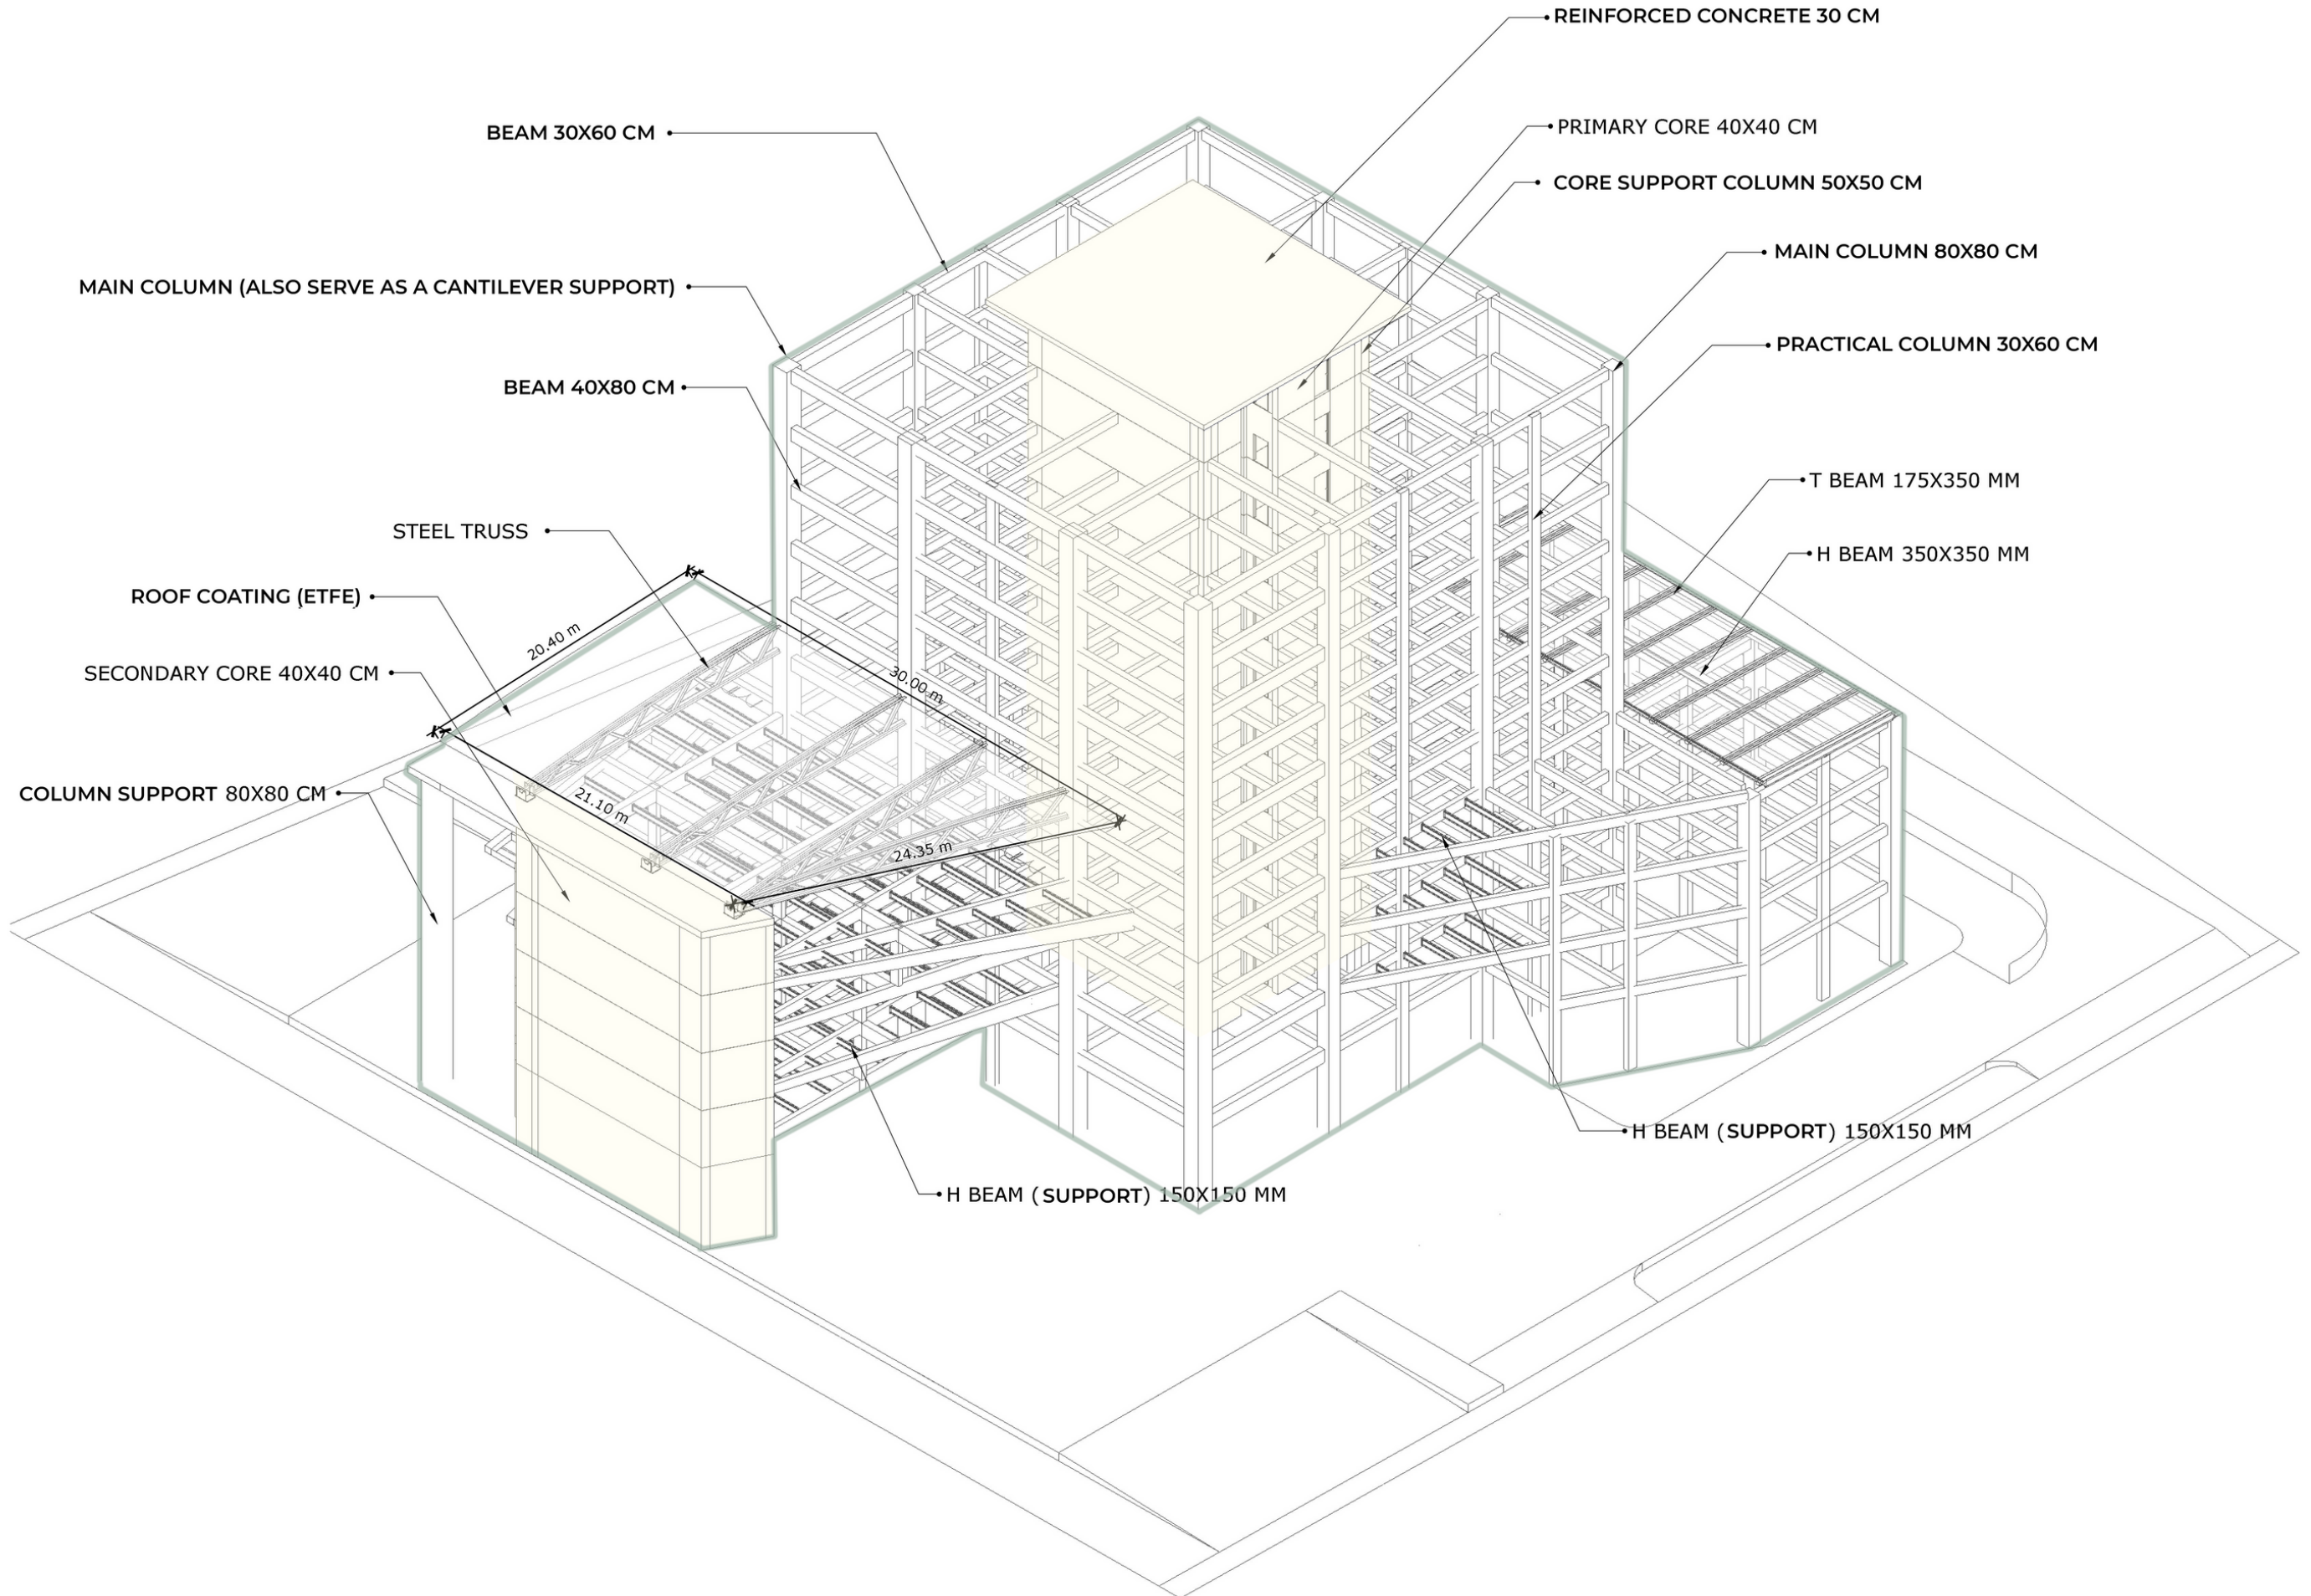 REINFORCED CONCRETE 30 CM
PRIMARY CORE 40X40 CM
BEAM 30X60 CM
CORE SUPPORT COLUMN 50X50 CM
MAIN COLUMN 80X80 CM
MAIN COLUMN (ALSO SERVE AS A CANTILEVER SUPPORT)
PRACTICAL COLUMN 30X60 CM
BEAM 40X80 CM
T BEAM 175X350 MM
STEEL TRUSS
H BEAM 350X350 MM
ROOF COATING (ETFE)
20.40 m
SECONDARY CORE 40X40 CM
30.00 m
COLUMN SUPPORT 80X80 CM
21.10 m
24.35 m
H BEAM (SUPPORT) 150X150 MM
H BEAM (SUPPORT) 150X150 MM